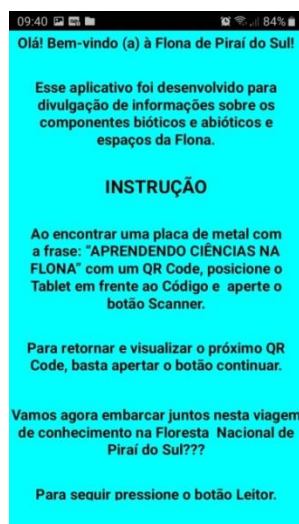 09:40 84%
Olá! Bem-vindo (a) à Flona de Piraí do Sul!
Esse aplicativo foi desenvolvido para
divulgação de informações sobre os
componentes bióticos e abióticos e
espaços da Flona.
INSTRUÇÃO
Ao encontrar uma placa de metal com
a frase: "APRENDENDO CIÊNCIAS NA
FLONA" com um QR Code, posicione o
Tablet em frente ao Código e aperte o
botão Scanner.
Para retornar e visualizar o próximo QR
Code, basta apertar o botão continuar.
Vamos agora embarcar juntos nesta viagem
de conhecimento na Floresta Nacional de
Piraí do Sul???
Para seguir pressione o botão Leitor.